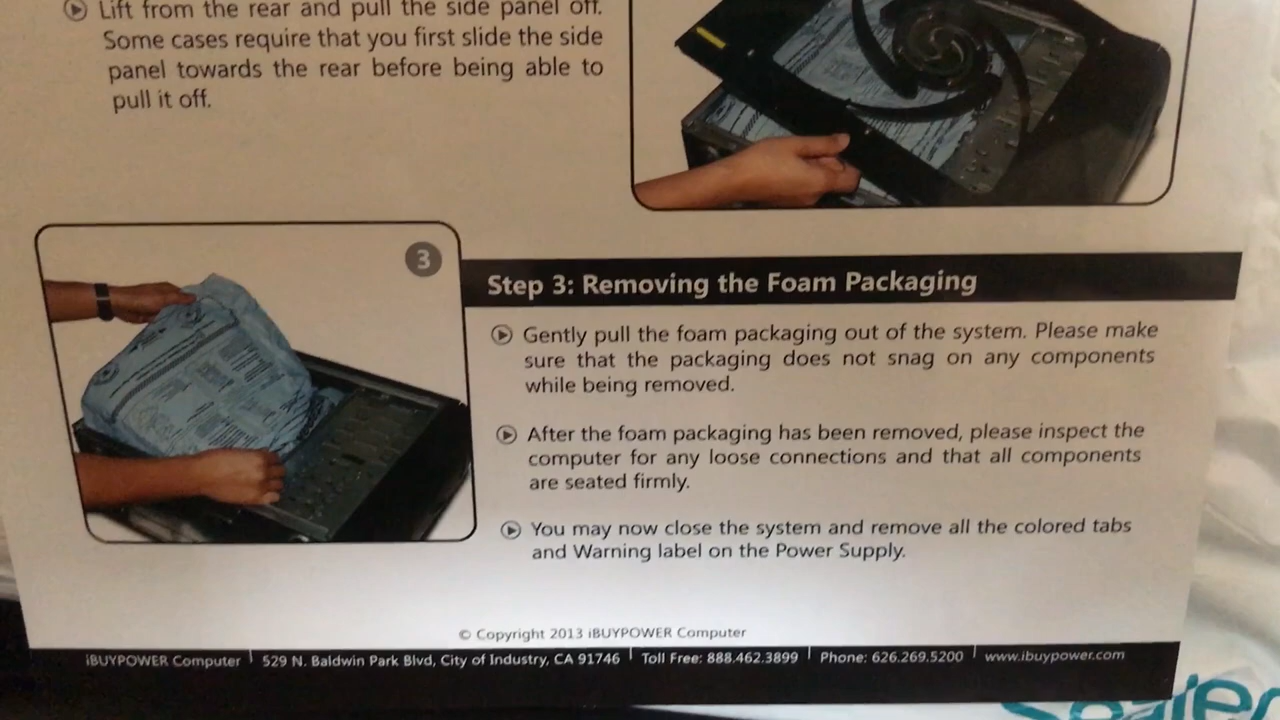 Lift from the rear and pull the side panel off.
Some cases require that you first slide the side
panel towards the rear before being able to
pull it off.
3
Step 3: Removing the Foam Packaging
Gently pull the foam packaging out of the system. Please make
sure that the packaging does not snag on any components
while being removed.
After the foam packaging has been removed, please inspect the
computer for any loose connections and that all components
are seated firmly.
You may now close the system and remove all the colored tabs
and Warning label on the Power Supply.
© Copyright 2013 iBUYPOWER Computer
iBUYPOWER Computer | 529 N. Baldwin Park Blvd, City of Industry, CA 91746 | Toll Free: 888.462.3899 | Phone: 626.269.5200 | www.ibuypower.com